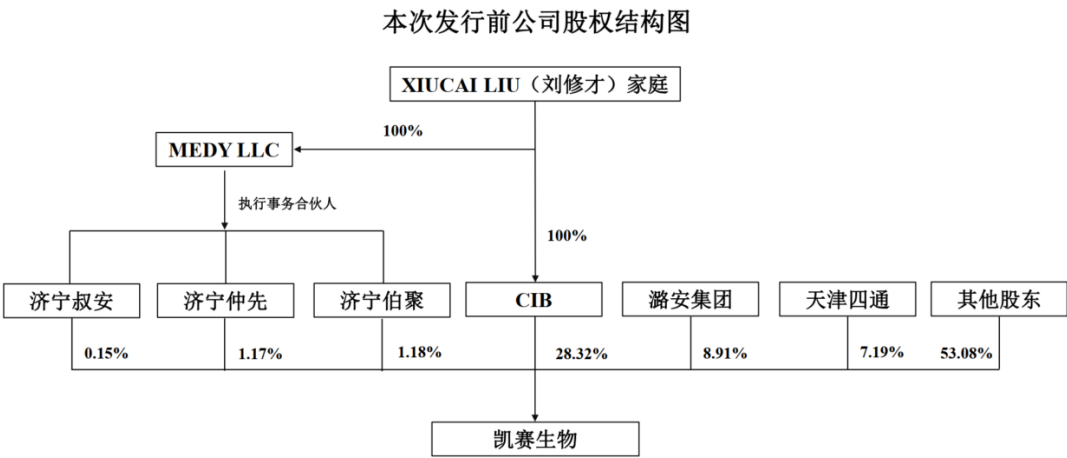 本次发行前公司股权结构图
XIUCAI LIU（刘修才）家庭
100%
MEDY LLC
执行事务合伙人
100%
济宁叔安
济宁仲先
济宁伯聚
CIB
潞安集团
天津四通
其他股东
0.15%
1.17%
1.18%
28.32%
8.91%
7.19%
53.08%
凯赛生物